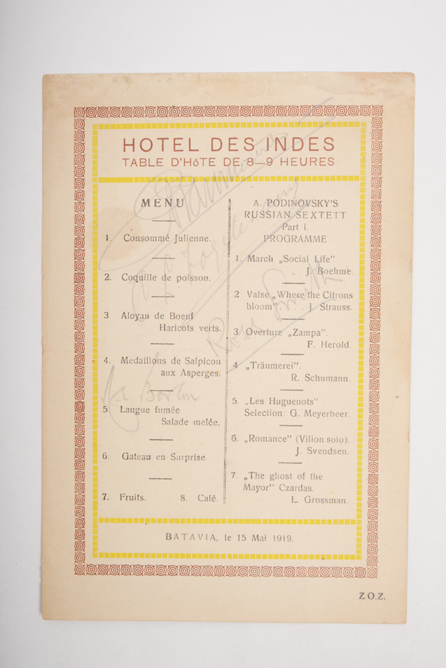 HOTEL DES INDES
TABLE D'HÔTE DE 8—9 HEURES
MENU
1. Consommé Julienne.
2. Coquille de poisson.
3 Aloyau de Boeuf
Haricots verts.
4. Medaillons de Salpicon
aux Asperges.
5. Langue fumée
Salade melée.
6. Gateau en Surprise.
7. Fruits. 8. Café.
A. PODINOVSKY'S
RUSSIAN SEXTETT
Part I.
PROGRAMME
1. March „Social Life"
J. Boehme.
2 Valse „Where the Citrons
bloom" J. Strauss.
3. Overture „Zampa".
F. Herold.
4 „Träumerei".
R. Schumann.
5. „Les Huguenots"
Selection. G. Meyerbeer.
6. „Romance" (Vilion solo).
J. Svendsen.
7. „The ghost of the
Mayor" Czardas.
L. Grossman.
BATAVIA, le 15 Mai 1919.
Z.O.Z.